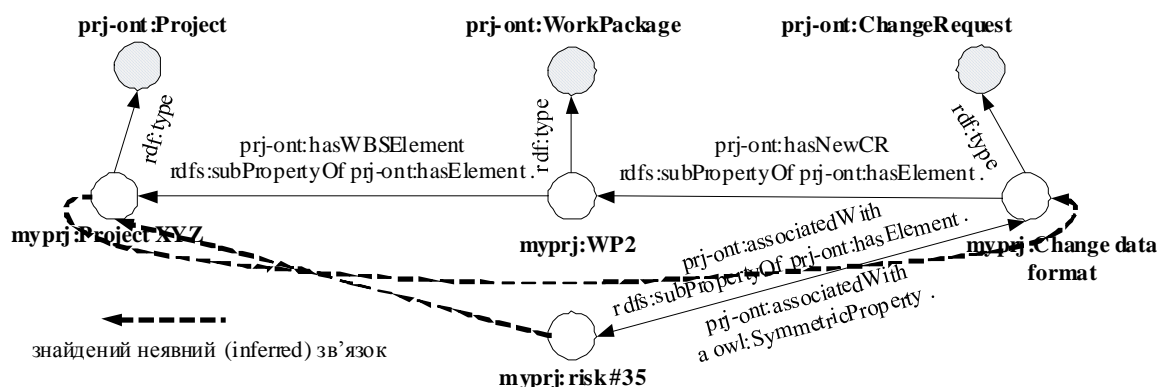 prj-ont:Project
prj-ont:WorkPackage
prj-ont:ChangeRequest
rdf:type
rdf:type
rdf:type
prj-ont:hasWBSElement
rdfs:subPropertyOf prj-ont:hasElement .
prj-ont:hasNewCR
rdfs:subPropertyOf prj-ont:hasElement .
myprj:Project XYZ
myprj:WP2
myprj:Change data
format
prj-ont:associatedWith
rdfs:subPropertyOf prj-ont:hasElement .
prj-ont:associatedWith
a owl:SymmetricProperty .
знайдений неявний (inferred) зв’язок
myprj:risk#35